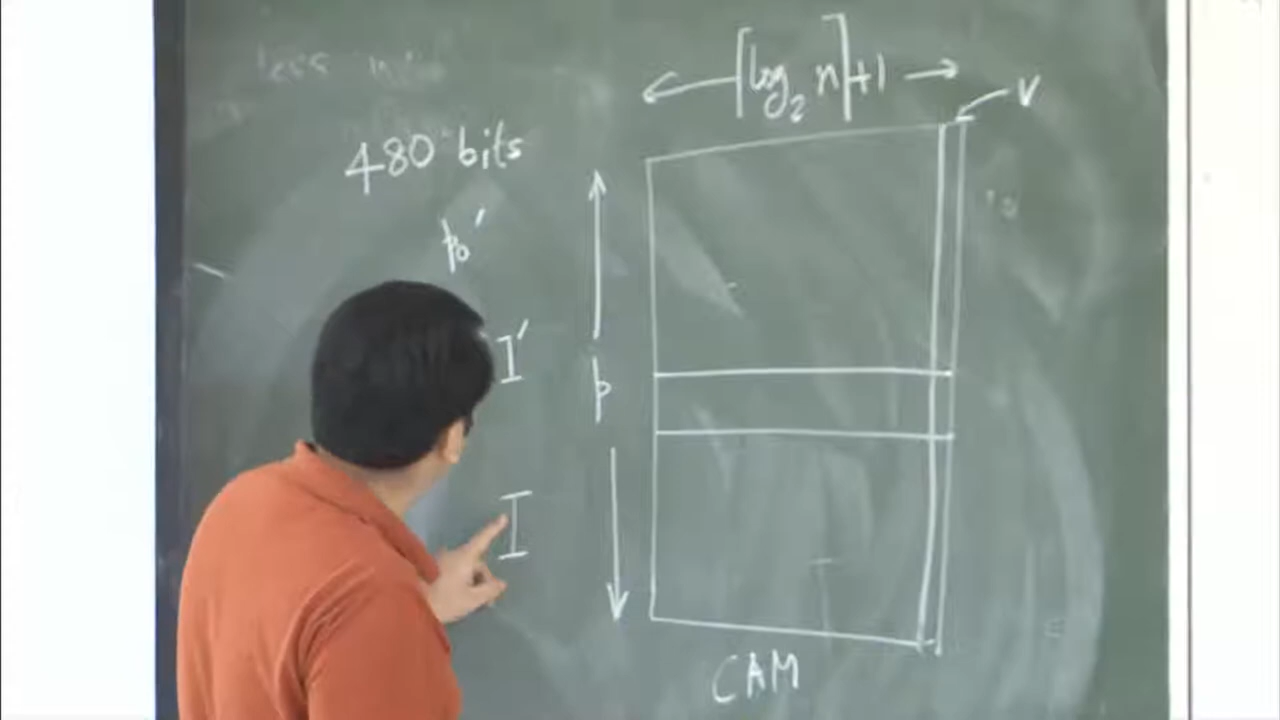 ⌈log₂ n⌉+1
v
480 bits
p'
I'
p
I
CAM